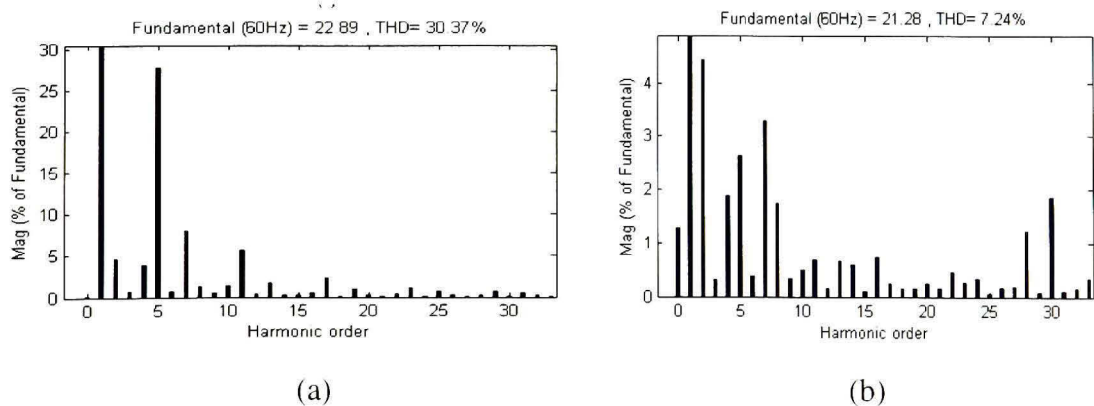 Fundamental (60Hz) = 22.89 , THD= 30.37%
30
25
20
15
10
5
0
Mag (% of Fundamental)
0 5 10 15 20 25 30
Harmonic order
(a)
Fundamental (60Hz) = 21.28 , THD= 7.24%
4
3
2
1
0
Mag (% of Fundamental)
0 5 10 15 20 25 30
Harmonic order
(b)